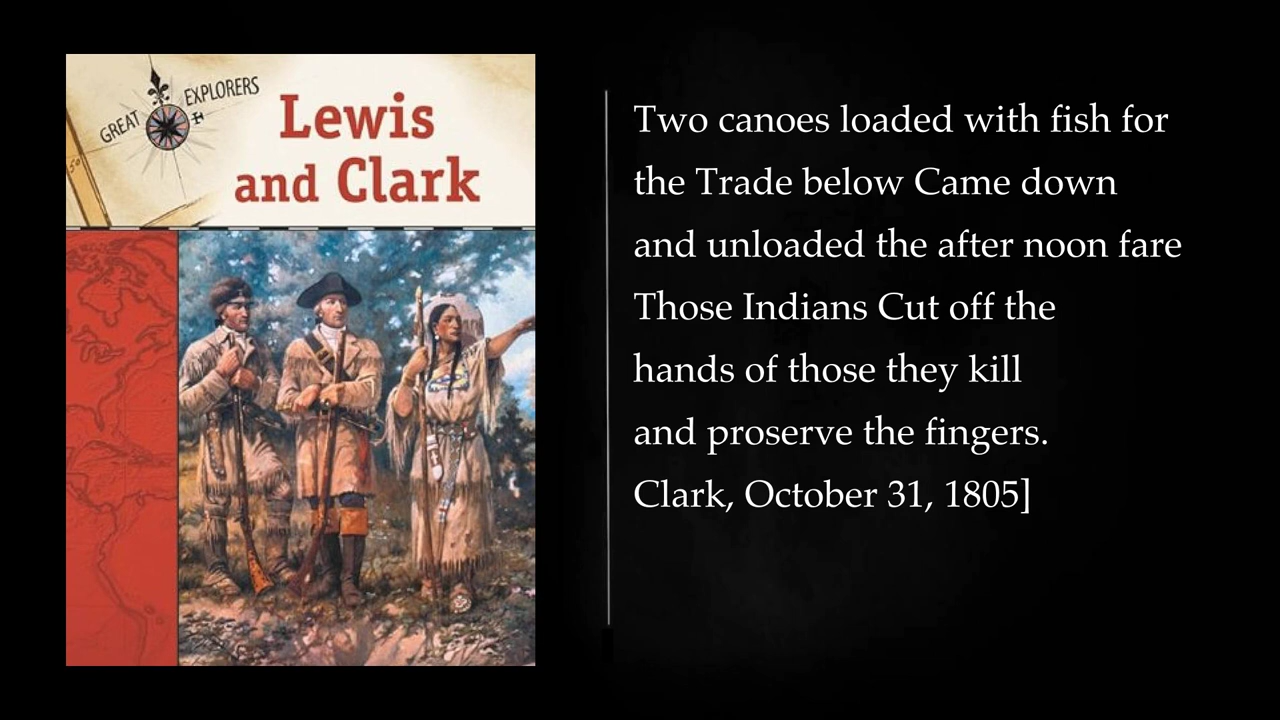 GREAT EXPLORERS
Lewis
and Clark
50
Two canoes loaded with fish for
the Trade below Came down
and unloaded the after noon fare
Those Indians Cut off the
hands of those they kill
and proserve the fingers.
Clark, October 31, 1805]